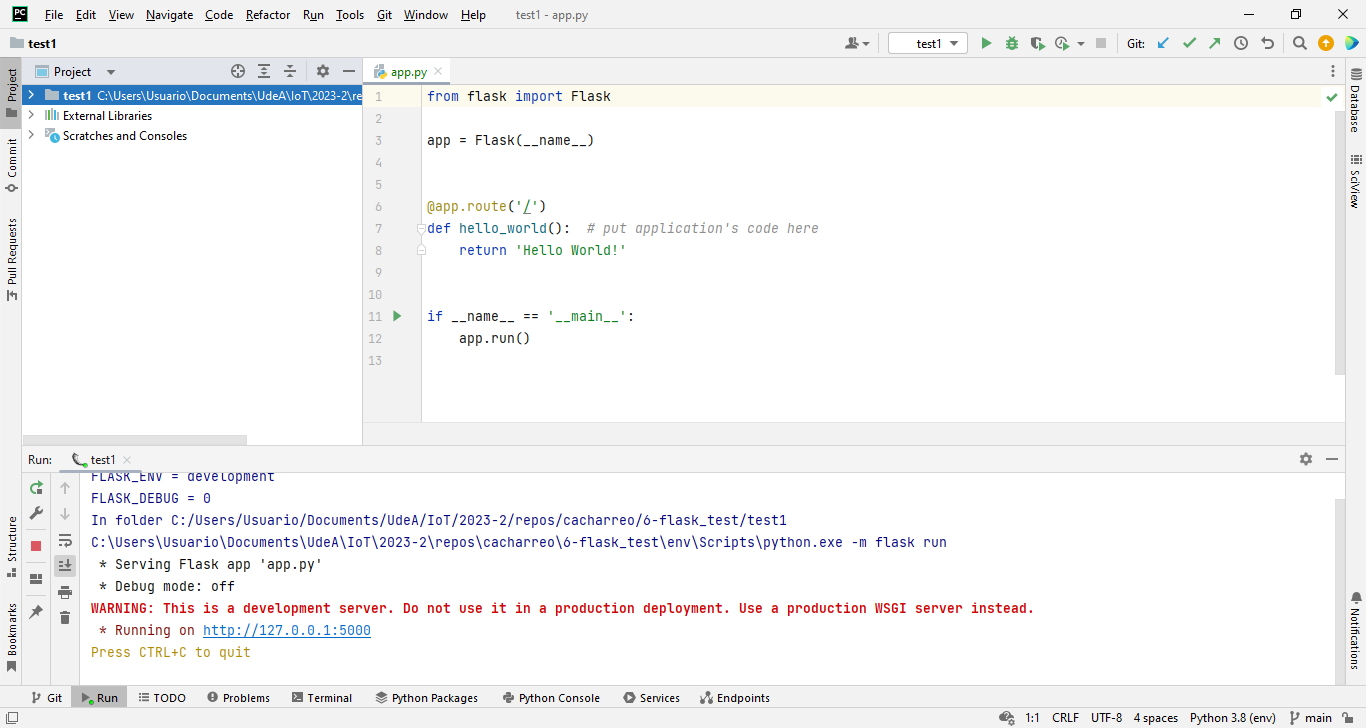 PC File Edit View Navigate Code Refactor Run Tools Git Window Help test1 - app.py
test1 test1 Git:
Project
app.py
test1 C:\Users\Usuario\Documents\UdeA\IoT\2023-2\re
External Libraries
Scratches and Consoles
Project
Commit
Pull Requests
Structure
Bookmarks
1 from flask import Flask
2
3 app = Flask(__name__)
4
5
6 @app.route('/')
7 def hello_world():  # put application's code here
8     return 'Hello World!'
9
10
11 if __name__ == '__main__':
12     app.run()
13
Database
SciView
Notifications
Run: test1
FLASK_ENV = development
FLASK_DEBUG = 0
In folder C:/Users/Usuario/Documents/UdeA/IoT/2023-2/repos/cacharreo/6-flask_test/test1
C:\Users\Usuario\Documents\UdeA\IoT\2023-2\repos\cacharreo\6-flask_test\env\Scripts\python.exe -m flask run
* Serving Flask app 'app.py'
* Debug mode: off
WARNING: This is a development server. Do not use it in a production deployment. Use a production WSGI server instead.
* Running on http://127.0.0.1:5000
Press CTRL+C to quit
Git Run TODO Problems Terminal Python Packages Python Console Services Endpoints
1:1 CRLF UTF-8 4 spaces Python 3.8 (env) main